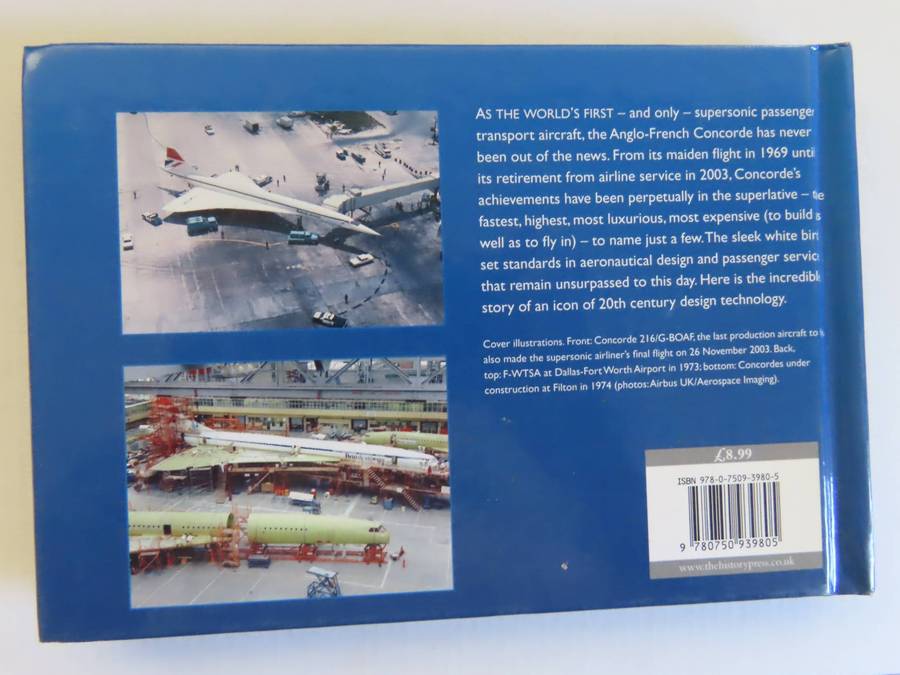 AS THE WORLD'S FIRST – and only – supersonic passenger
transport aircraft, the Anglo-French Concorde has never
been out of the news. From its maiden flight in 1969 until
its retirement from airline service in 2003, Concorde's
achievements have been perpetually in the superlative – the
fastest, highest, most luxurious, most expensive (to build as
well as to fly in) – to name just a few. The sleek white bird
set standards in aeronautical design and passenger service
that remain unsurpassed to this day. Here is the incredible
story of an icon of 20th century design technology.
Cover illustrations. Front: Concorde 216/G-BOAF, the last production aircraft to
also made the supersonic airliner's final flight on 26 November 2003. Back,
top: F-WTSA at Dallas-Fort Worth Airport in 1973; bottom: Concordes under
construction at Filton in 1974 (photos: Airbus UK/Aerospace Imaging).
£8.99
ISBN 978-0-7509-3980-5
9 780750 939805
www.thehistorypress.co.uk